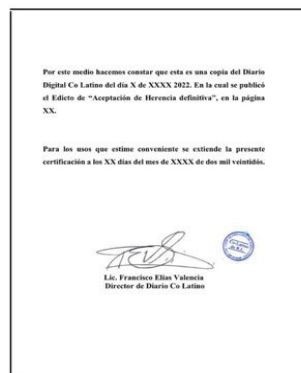 Por este medio hacemos constar que esta es una copia del Diario
Digital Co Latino del día X de XXXX 2022. En la cual se publicó
el Edicto de “Aceptación de Herencia definitiva”, en la página
XX.
Para los usos que estime conveniente se extiende la presente
certificación a los XX días del mes de XXXX de dos mil veintidós.
Lic. Francisco Elías Valencia
Director de Diario Co Latino